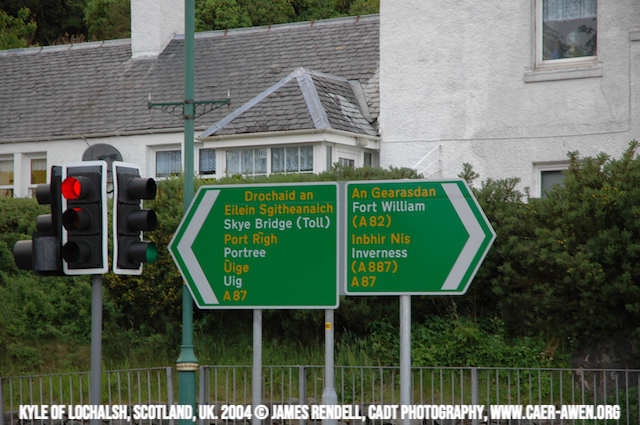 Drochaid an
Eilein Sgitheanaich
Skye Bridge (Toll)
Port Rìgh
Portree
Ùige
Uig
A87
An Gearasdan
Fort William
(A82)
Inbhir Nis
Inverness
(A887)
A87
KYLE OF LOCHALSH, SCOTLAND, UK. 2004 © JAMES RENDELL, CADT PHOTOGRAPHY, WWW.CAER-AWEN.ORG